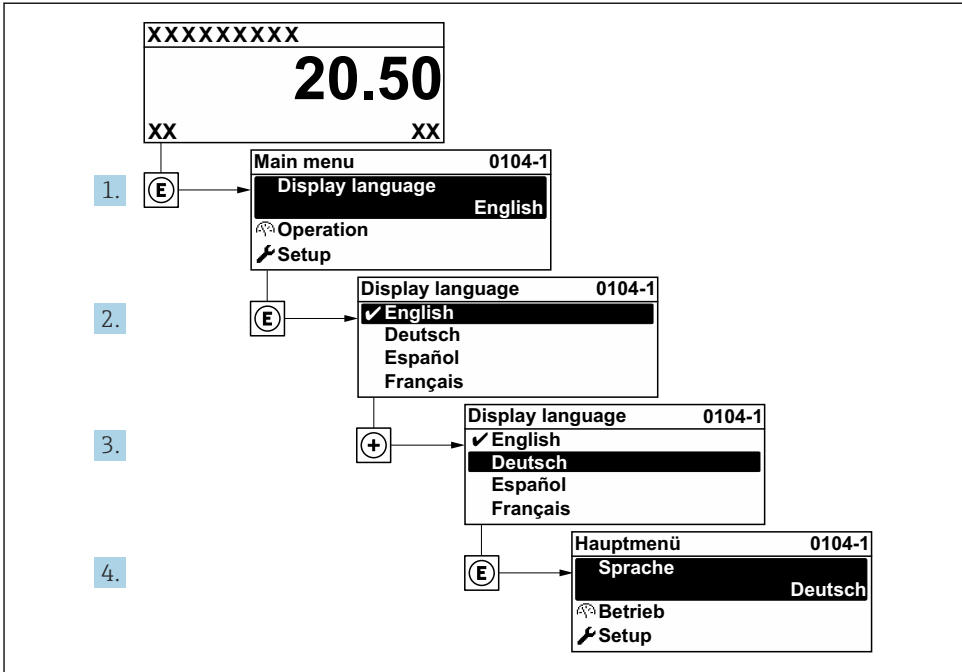 XXXXXXXXX
20.50
XX XX
1. E
Main menu 0104-1
Display language
English
Operation
Setup
2. E
Display language 0104-1
✔English
Deutsch
Español
Français
3. +
Display language 0104-1
✔English
Deutsch
Español
Français
4. E
Hauptmenü 0104-1
Sprache
Deutsch
Betrieb
Setup